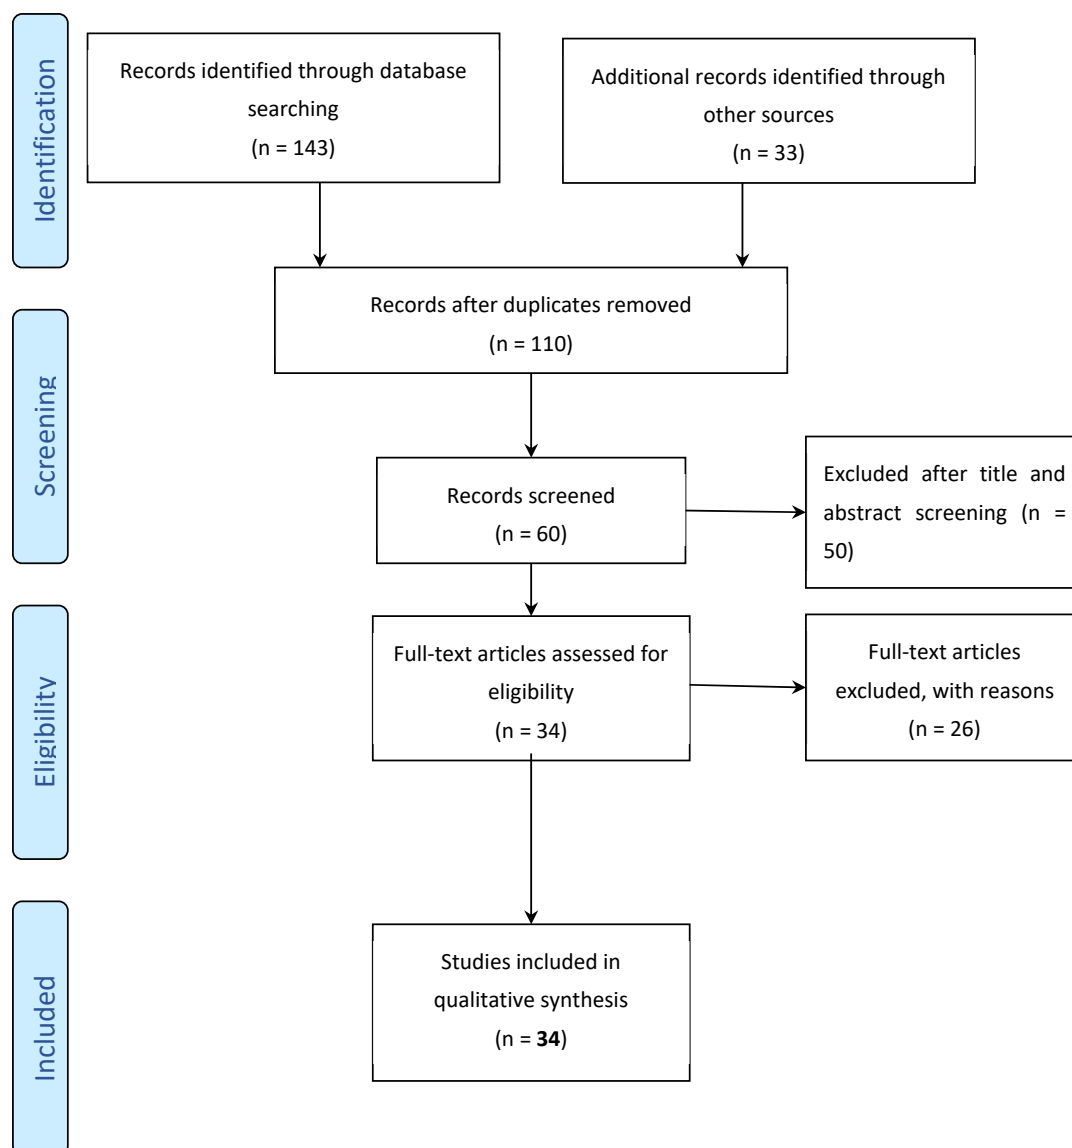 Identification
Records identified through database
searching
(n = 143)
Additional records identified through
other sources
(n = 33)
Records after duplicates removed
(n = 110)
Screening
Records screened
(n = 60)
Excluded after title and
abstract screening (n =
50)
Eligibility
Full-text articles assessed for
eligibility
(n = 34)
Full-text articles
excluded, with reasons
(n = 26)
Included
Studies included in
qualitative synthesis
(n = 34)